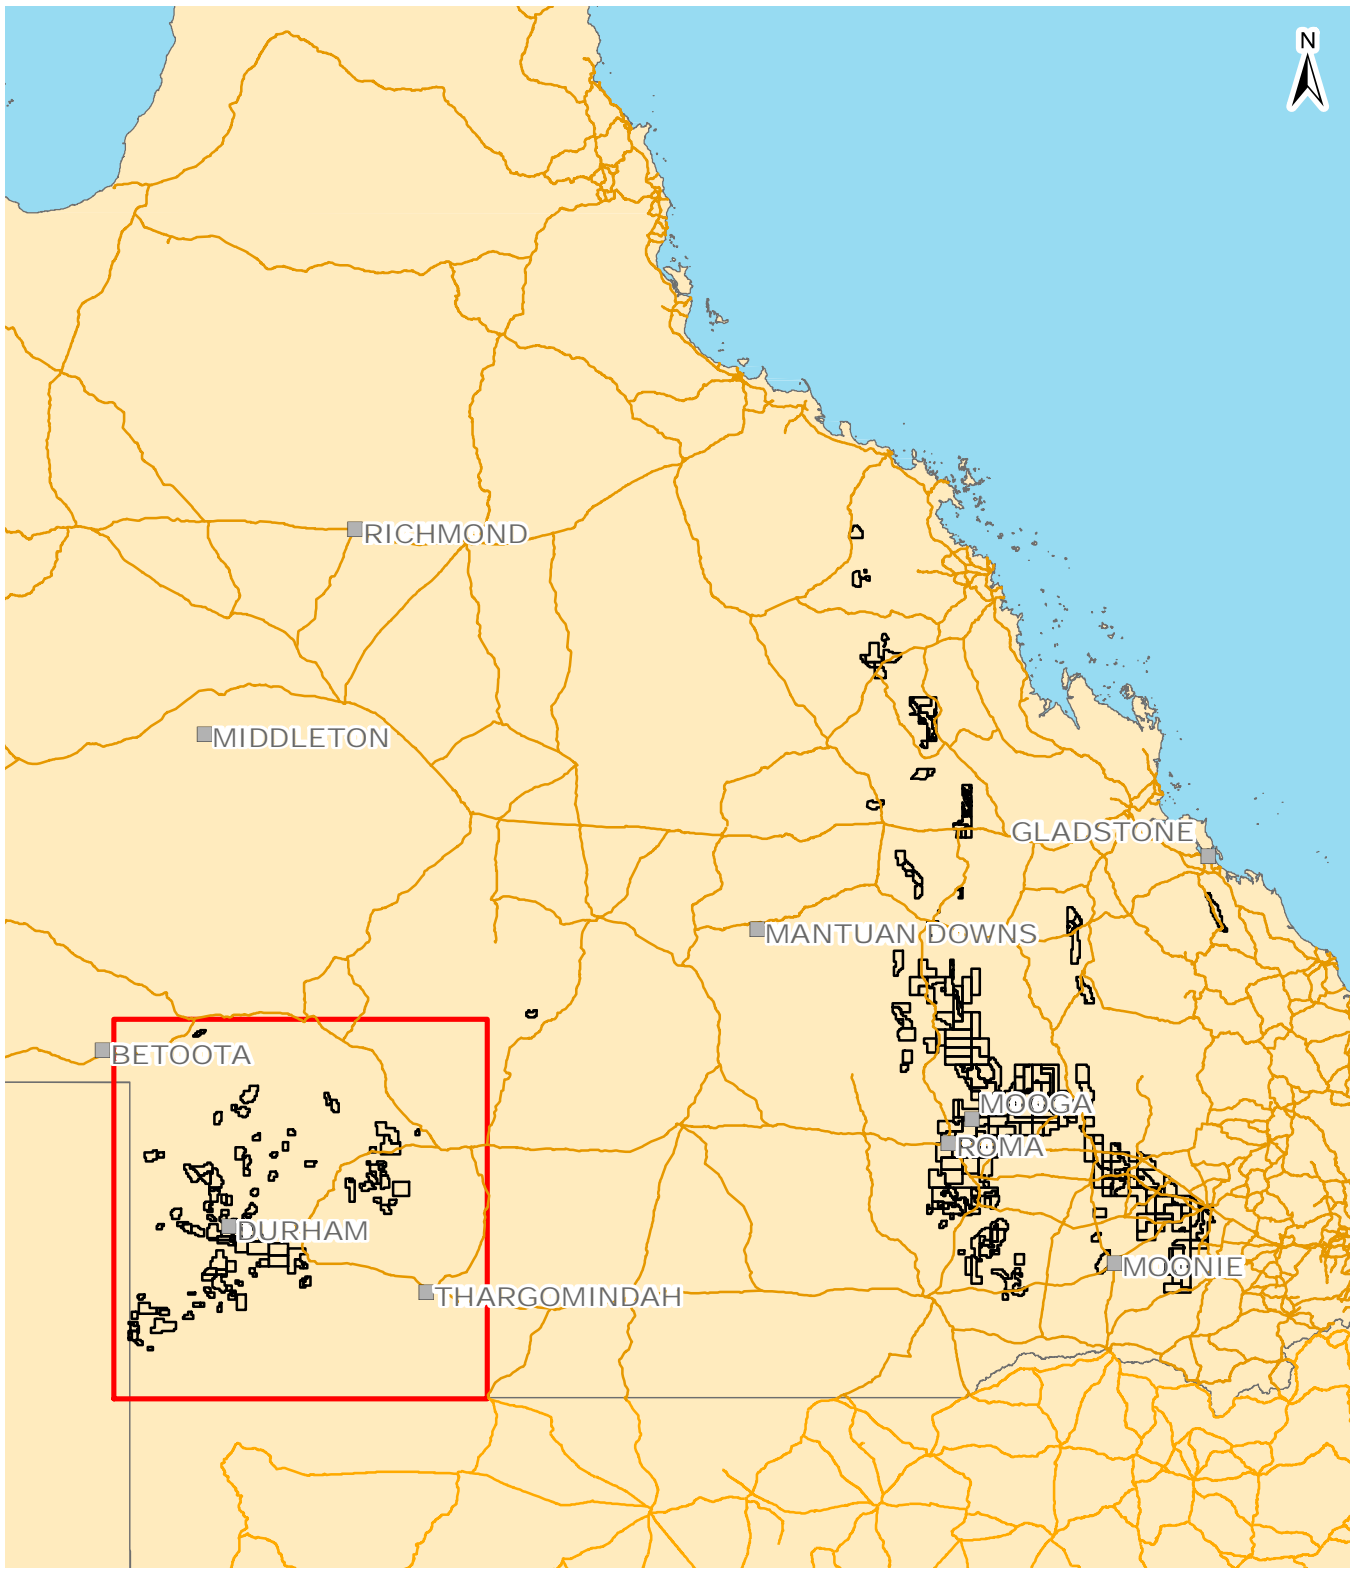 N
RICHMOND
MIDDLETON
GLADSTONE
MANTUAN DOWNS
BETOOTA
MOOGA
ROMA
DURHAM
MOONIE
THARGOMINDAH